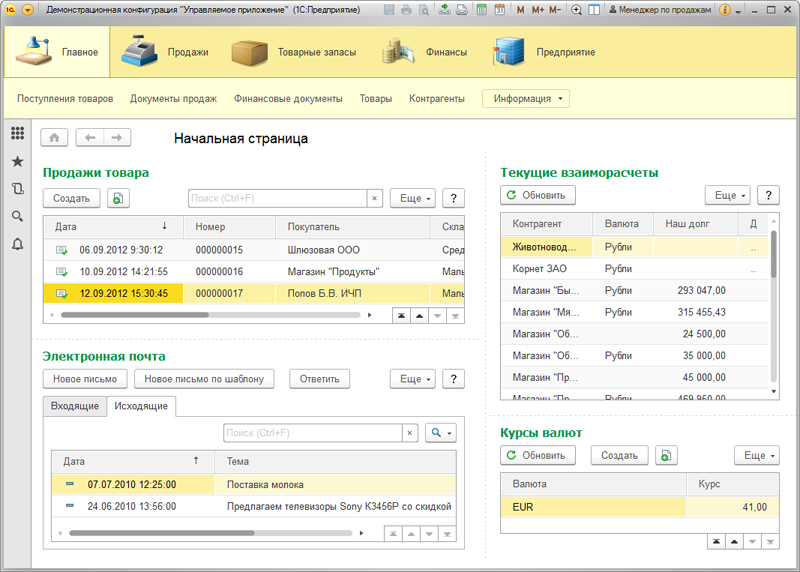 1С Демонстрационная конфигурация "Управляемое приложение" (1С:Предприятие) M M+ M− Менеджер по продажам
Главное Продажи Товарные запасы Финансы Предприятие
Поступления товаров Документы продаж Финансовые документы Товары Контрагенты Информация
Начальная страница
Продажи товара
Создать Поиск (Ctrl+F) × Еще ?
Дата ↓ Номер Покупатель Скла
06.09.2012 9:30:12 000000015 Шлюзовая ООО Сред
10.09.2012 14:21:55 000000016 Магазин "Продукты" Маль
12.09.2012 15:30:45 000000017 Попов Б.В. ИЧП Маль
Электронная почта
Новое письмо Новое письмо по шаблону Ответить Еще ?
Входящие Исходящие
Поиск (Ctrl+F) ×
Дата ↑ Тема
07.07.2010 12:25:00 Поставка молока
24.06.2010 13:56:00 Предлагаем телевизоры Sony К3456Р со скидкой
Текущие взаиморасчеты
Обновить Еще ?
Контрагент Валюта Наш долг Д
Животновод... Рубли ..
Корнет ЗАО Рубли ..
Магазин "Бы... Рубли 293 047,00
Магазин "Мя... Рубли 315 455,43
Магазин "Об... 24 500,00
Магазин "Об... Рубли 35 000,00
Магазин "Пр... 45 000,00
Магазин "Пр... Рубли 469 950,00
Курсы валют
Обновить Создать Еще
Валюта Курс
EUR 41,00